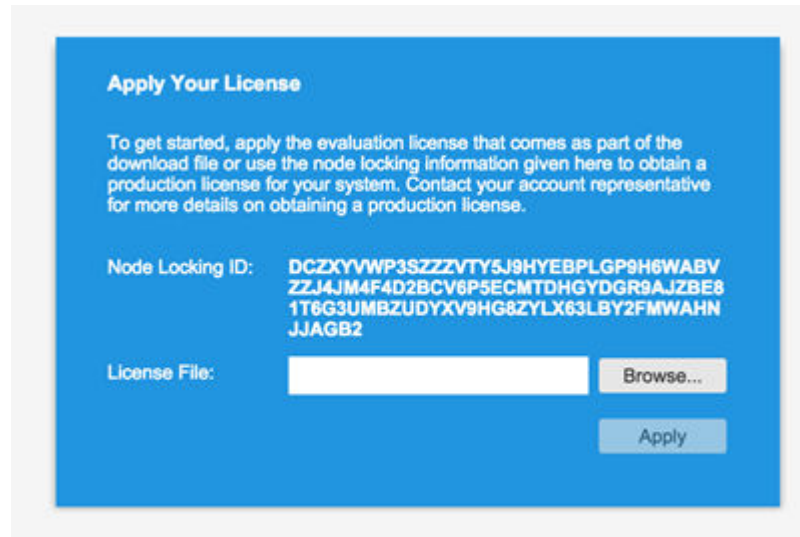 Apply Your License
To get started, apply the evaluation license that comes as part of the
download file or use the node locking information given here to obtain a
production license for your system. Contact your account representative
for more details on obtaining a production license.
Node Locking ID: DCZXYVWP3SZZZVTY5J9HYEBPLGP9H6WABV
ZZJ4JM4F4D2BCV6P5ECMTDHGYDGR9AJZBE8
1T6G3UMBZUDYXV9HG8ZYLX63LBY2FMWAHN
JJAGB2
License File: Browse...
Apply